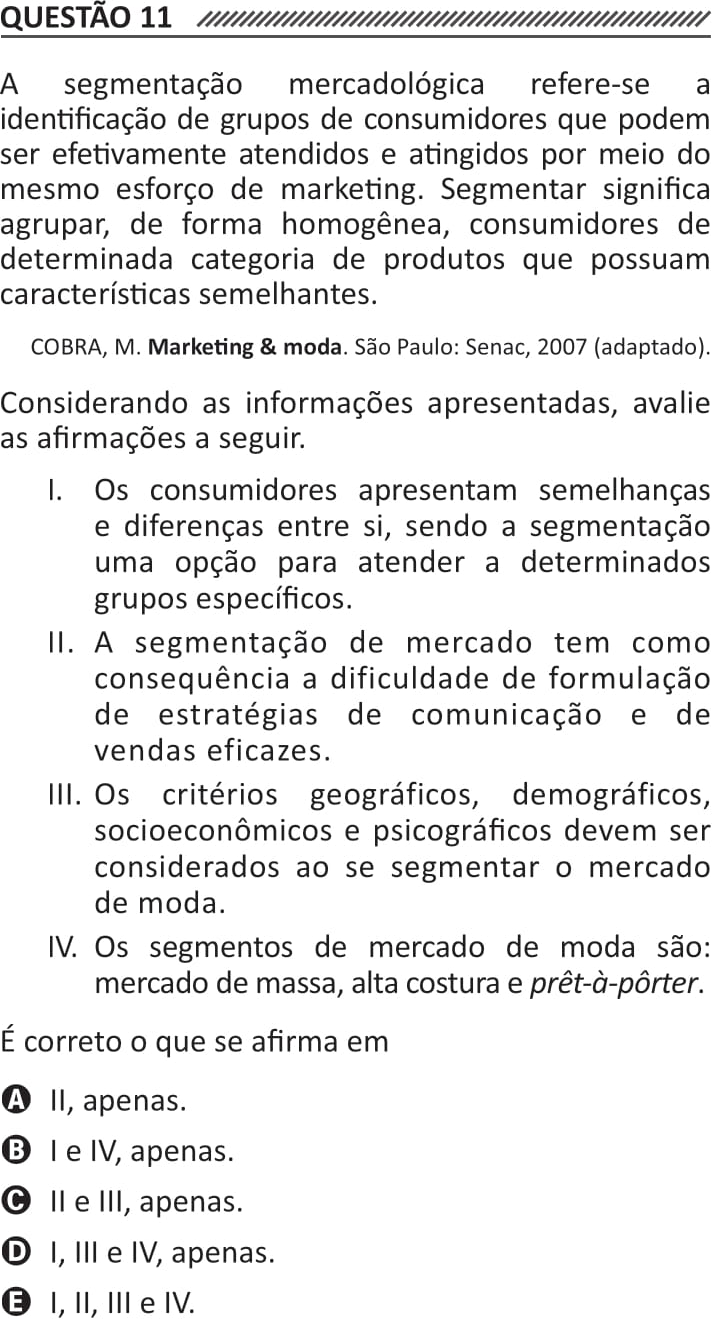 QUESTÃO 11
A segmentação mercadológica refere-se a
identificação de grupos de consumidores que podem
ser efetivamente atendidos e atingidos por meio do
mesmo esforço de marketing. Segmentar significa
agrupar, de forma homogênea, consumidores de
determinada categoria de produtos que possuam
características semelhantes.
COBRA, M. Marketing & moda. São Paulo: Senac, 2007 (adaptado).
Considerando as informações apresentadas, avalie
as afirmações a seguir.
I. Os consumidores apresentam semelhanças
e diferenças entre si, sendo a segmentação
uma opção para atender a determinados
grupos específicos.
II. A segmentação de mercado tem como
consequência a dificuldade de formulação
de estratégias de comunicação e de
vendas eficazes.
III. Os critérios geográficos, demográficos,
socioeconômicos e psicográficos devem ser
considerados ao se segmentar o mercado
de moda.
IV. Os segmentos de mercado de moda são:
mercado de massa, alta costura e prêt-à-pôrter.
É correto o que se afirma em
A II, apenas.
B I e IV, apenas.
C II e III, apenas.
D I, III e IV, apenas.
E I, II, III e IV.